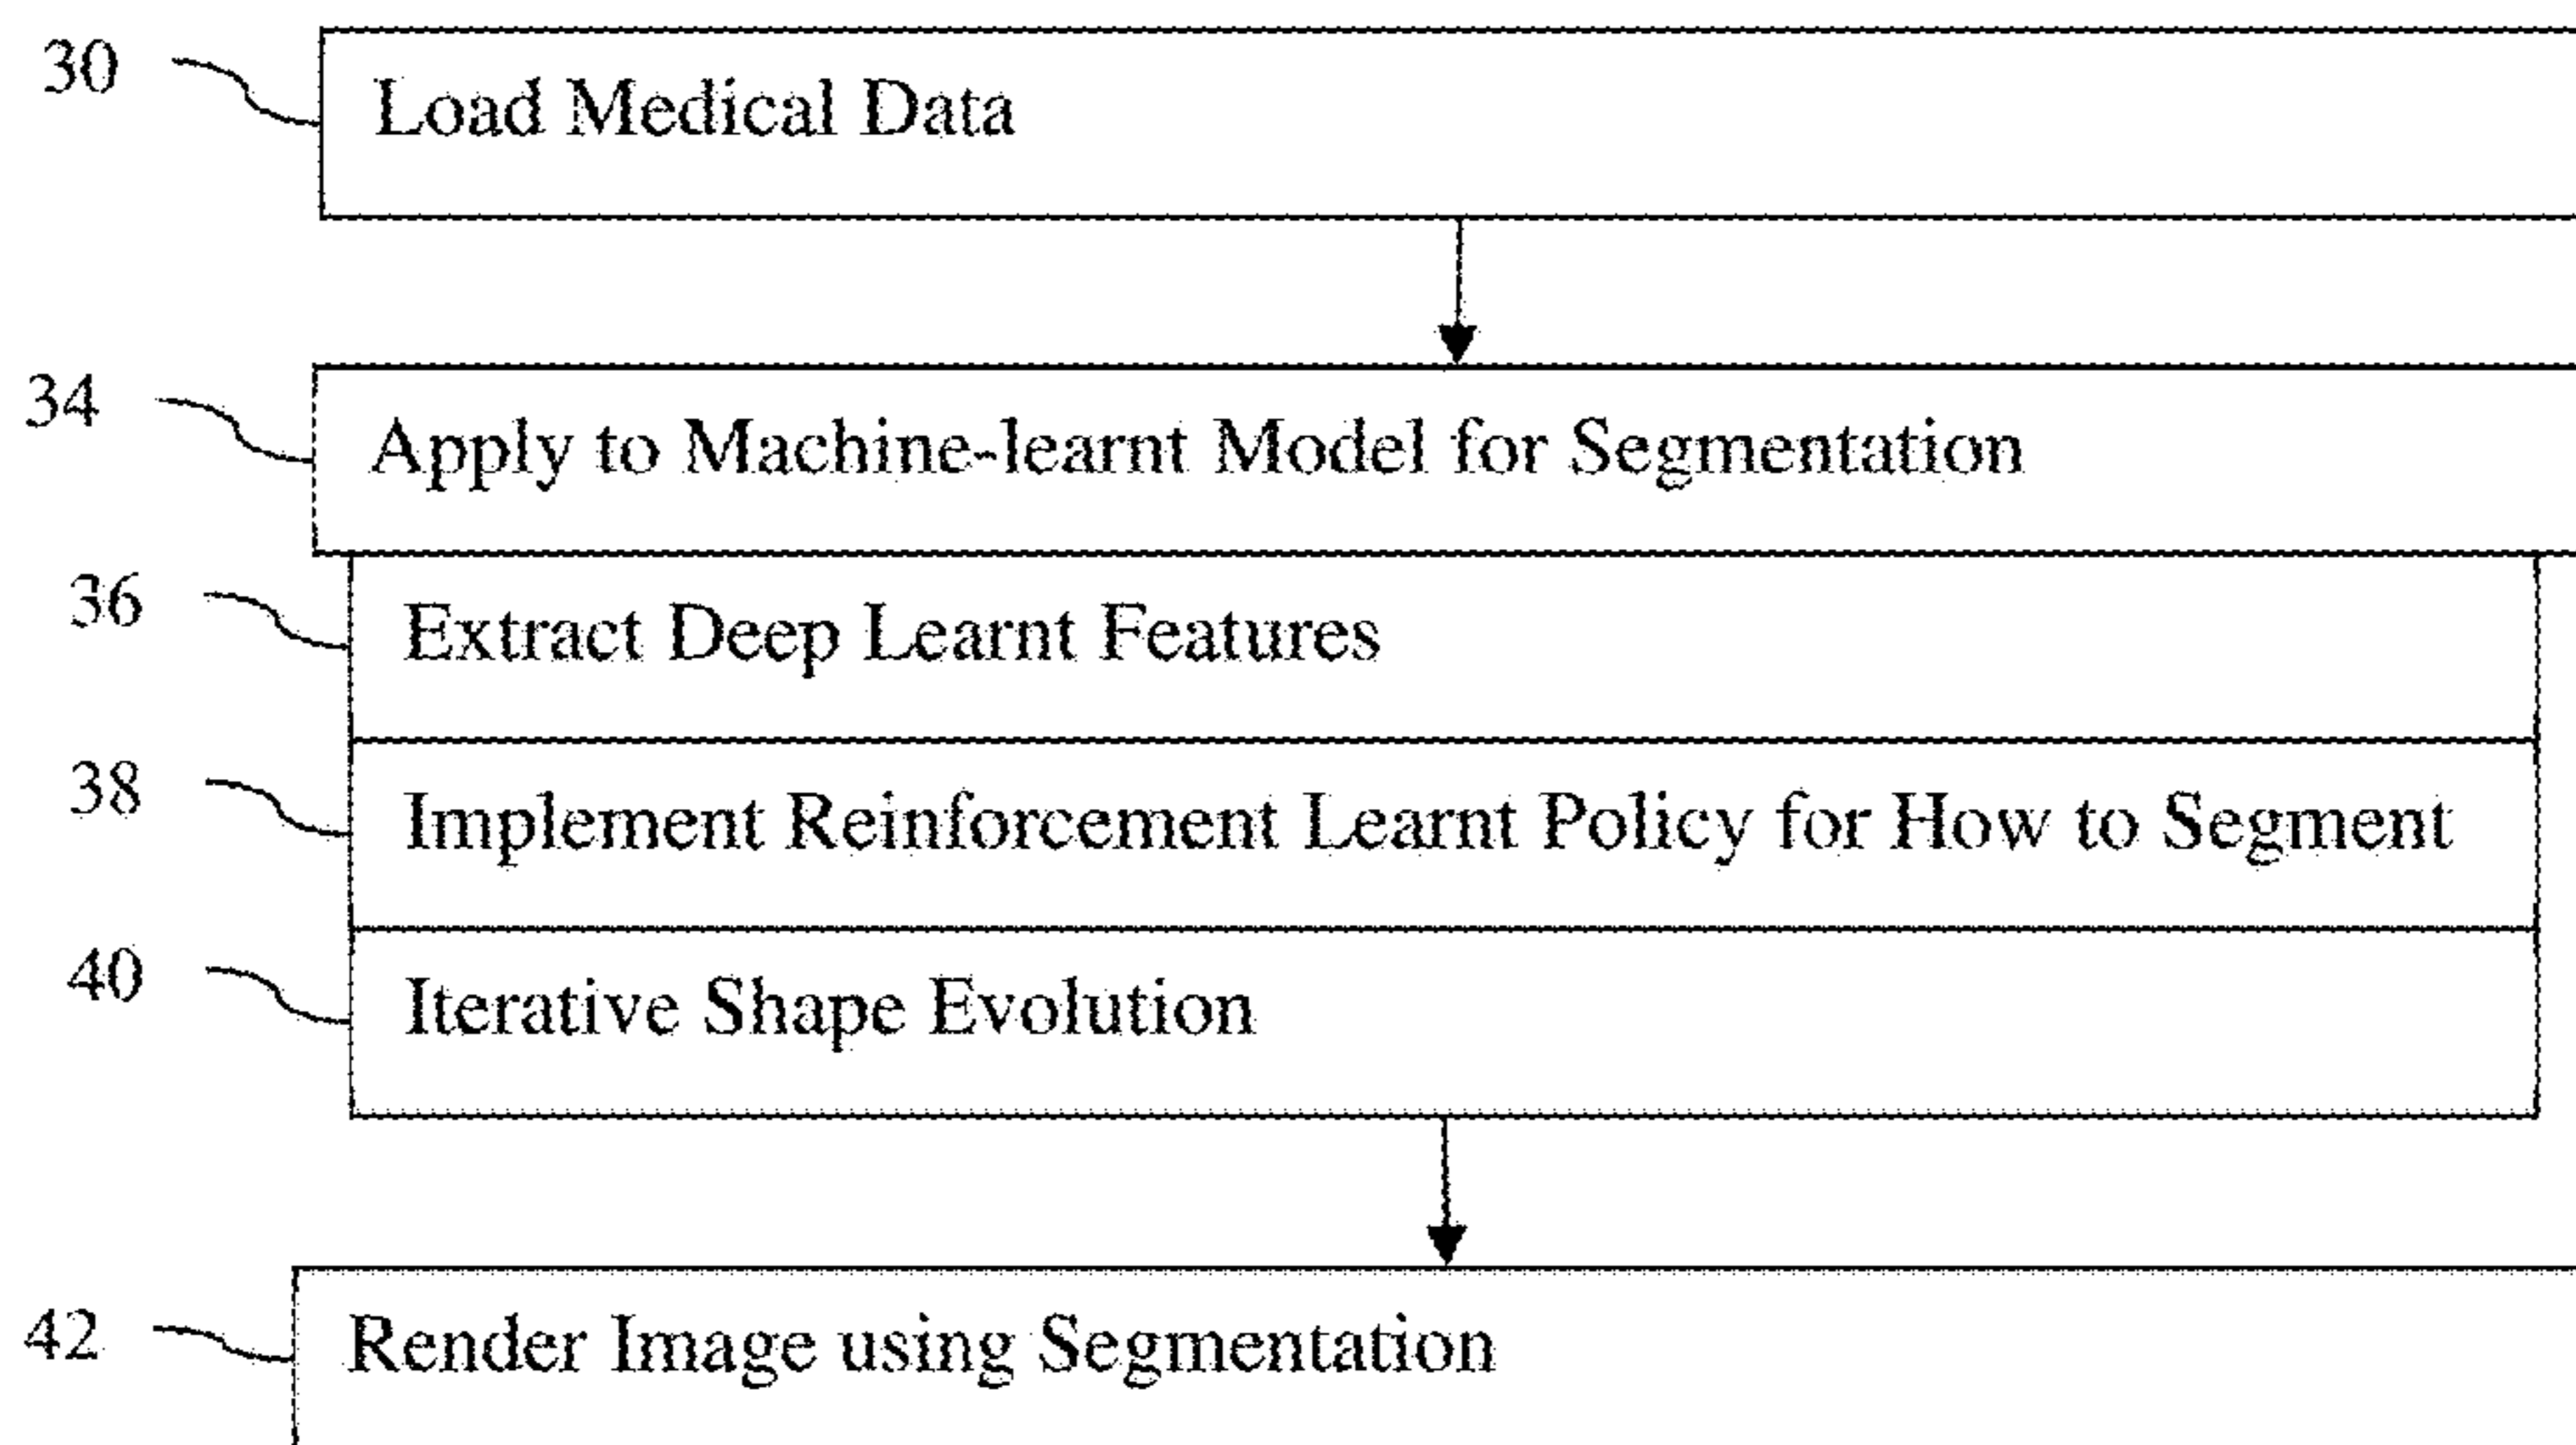 30 Load Medical Data
34 Apply to Machine-learnt Model for Segmentation
36 Extract Deep Learnt Features
38 Implement Reinforcement Learnt Policy for How to Segment
40 Iterative Shape Evolution
42 Render Image using Segmentation